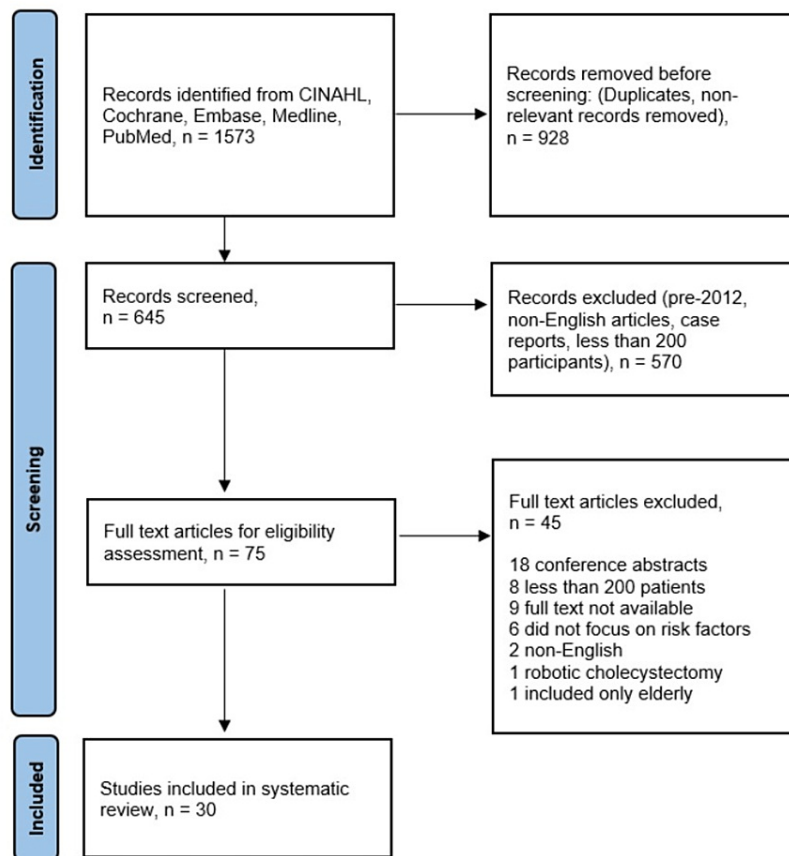 Identification
Records identified from CINAHL,
Cochrane, Embase, Medline,
PubMed, n = 1573
Records removed before
screening: (Duplicates, non-
relevant records removed),
n = 928
Screening
Records screened,
n = 645
Records excluded (pre-2012,
non-English articles, case
reports, less than 200
participants), n = 570
Full text articles for eligibility
assessment, n = 75
Full text articles excluded,
n = 45
18 conference abstracts
8 less than 200 patients
9 full text not available
6 did not focus on risk factors
2 non-English
1 robotic cholecystectomy
1 included only elderly
Included
Studies included in systematic
review, n = 30